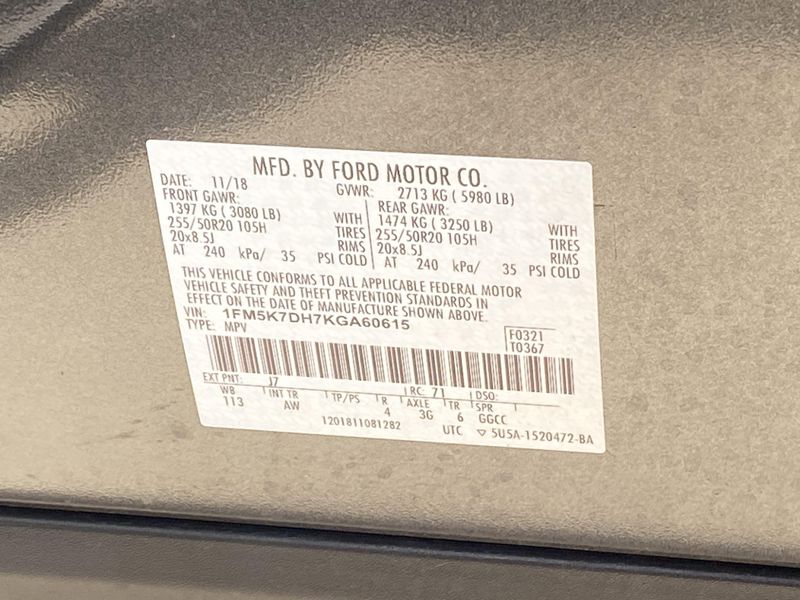 MFD. BY FORD MOTOR CO.
DATE: 11/18 GVWR: 2713 KG ( 5980 LB)
FRONT GAWR: REAR GAWR:
1397 KG ( 3080 LB) WITH 1474 KG ( 3250 LB) WITH
255/50R20 105H TIRES 255/50R20 105H TIRES
20x8.5J RIMS 20x8.5J RIMS
AT 240 kPa/ 35 PSI COLD AT 240 kPa/ 35 PSI COLD
THIS VEHICLE CONFORMS TO ALL APPLICABLE FEDERAL MOTOR
VEHICLE SAFETY AND THEFT PREVENTION STANDARDS IN
EFFECT ON THE DATE OF MANUFACTURE SHOWN ABOVE.
VIN: 1FM5K7DH7KGA60615
TYPE: MPV
F0321
T0367
EXT PNT: J7 RC: 71 DSO:
WB INT TR TP/PS R AXLE TR SPR
113 AW 4 3G 6 GGCC
1201811081282 UTC ▽ 5U5A-1520472-BA